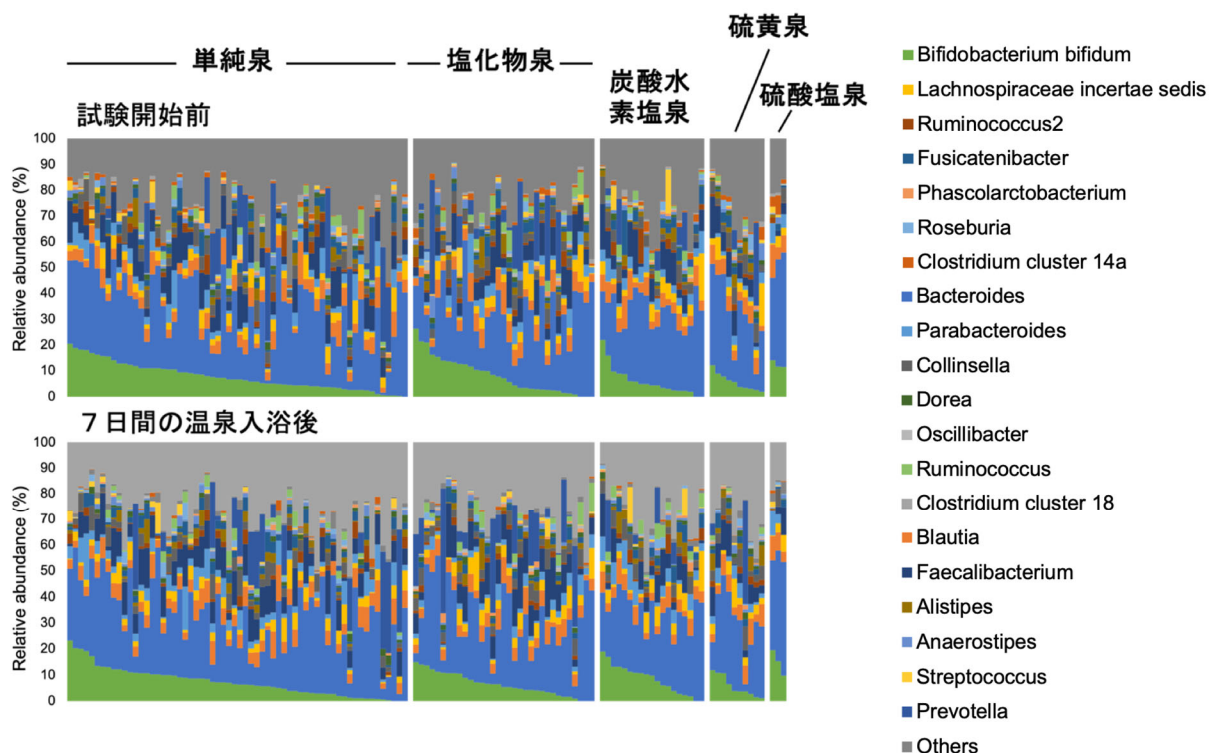 単純泉
塩化物泉
炭酸水
素塩泉
硫黄泉
硫酸塩泉
試験開始前
Relative abundance (%)
100
90
80
70
60
50
40
30
20
10
0
7日間の温泉入浴後
Relative abundance (%)
100
90
80
70
60
50
40
30
20
10
0
Bifidobacterium bifidum
Lachnospiraceae incertae sedis
Ruminococcus2
Fusicatenibacter
Phascolarctobacterium
Roseburia
Clostridium cluster 14a
Bacteroides
Parabacteroides
Collinsella
Dorea
Oscillibacter
Ruminococcus
Clostridium cluster 18
Blautia
Faecalibacterium
Alistipes
Anaerostipes
Streptococcus
Prevotella
Others